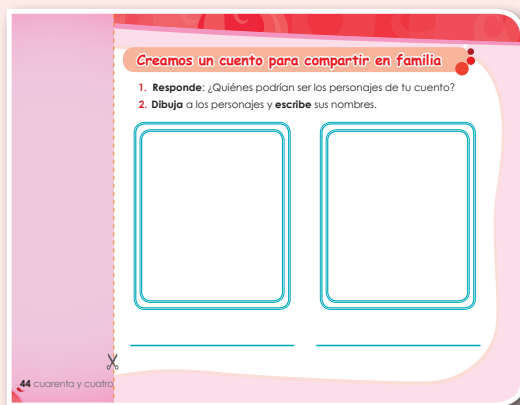 Creamos un cuento para compartir en familia
1. Responde: ¿Quiénes podrían ser los personajes de tu cuento?
2. Dibuja a los personajes y escribe sus nombres.
44 cuarenta y cuatro